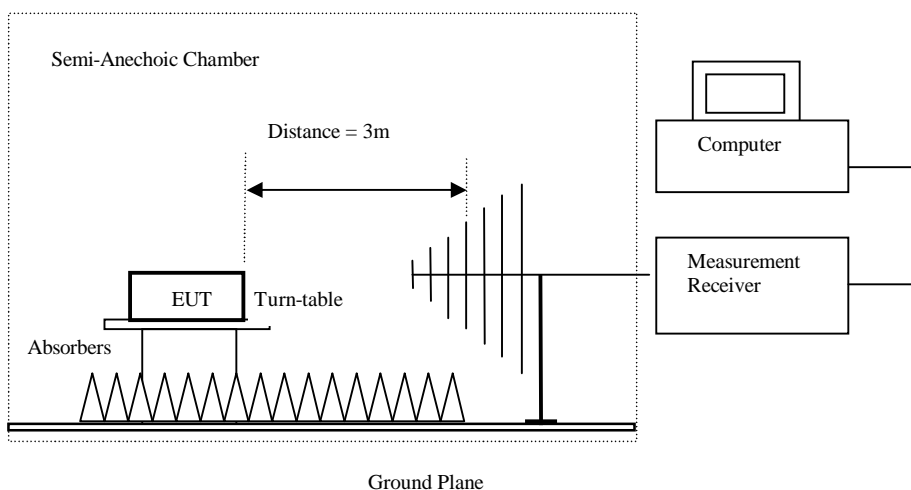 Semi-Anechoic Chamber
Distance = 3m
Computer
Measurement
Receiver
EUT
Turn-table
Absorbers
Ground Plane